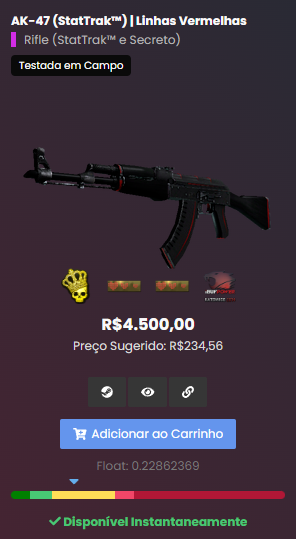 AK-47 (StatTrak™) | Linhas Vermelhas
Rifle (StatTrak™ e Secreto)
Testada em Campo
R$4.500,00
Preço Sugerido: R$234,56
Adicionar ao Carrinho
Float: 0.22862369
Disponível Instantaneamente